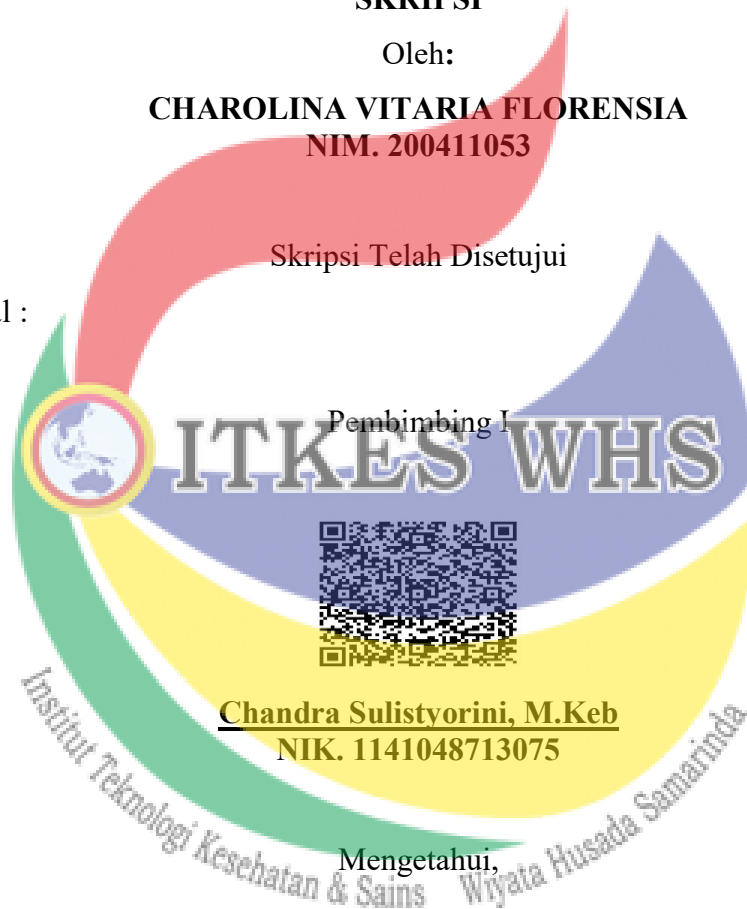 SKRIPSI
Oleh:
CHAROLINA VITARIA FLORENSIA
NIM. 200411053
Skripsi Telah Disetujui
al :
Pembimbing I
ITKES WHS
Chandra Sulistyorini, M.Keb
NIK. 1141048713075
Mengetahui,
Institut Teknologi Kesehatan & Sains Wiyata Husada Samarinda